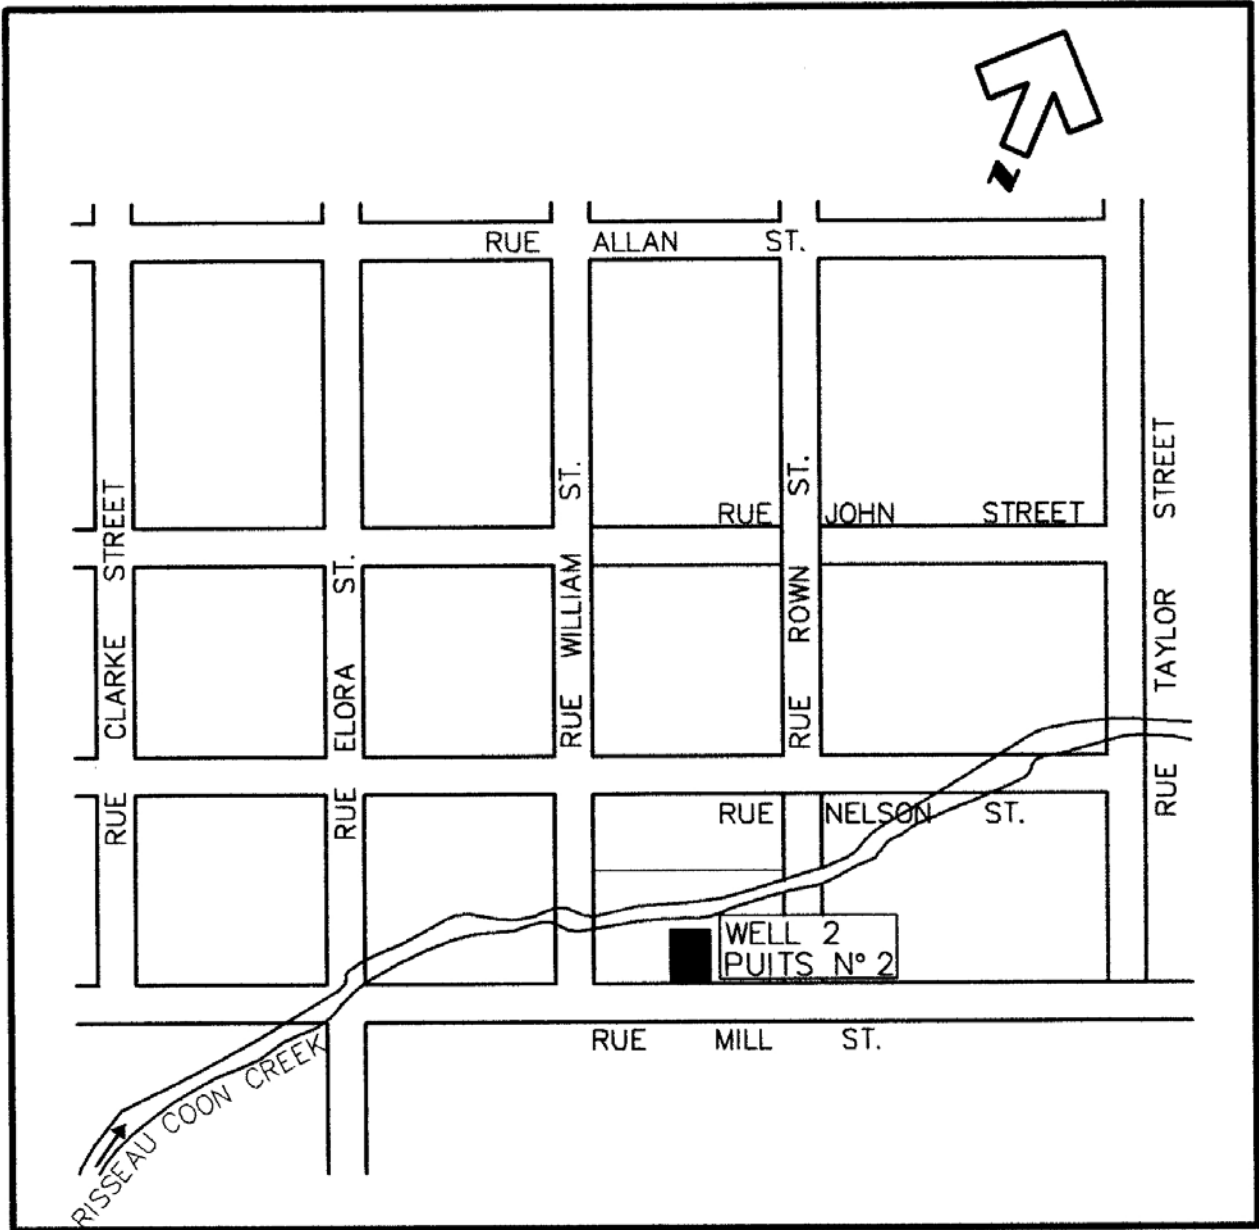 N
RUE ALLAN ST.
RUE CLARKE STREET
RUE ELORA ST.
RUE WILLIAM ST.
RUE ROWN ST.
RUE JOHN STREET
RUE TAYLOR STREET
RUE NELSON ST.
WELL 2
PUITS N° 2
RUE MILL ST.
RISSEAU COON CREEK